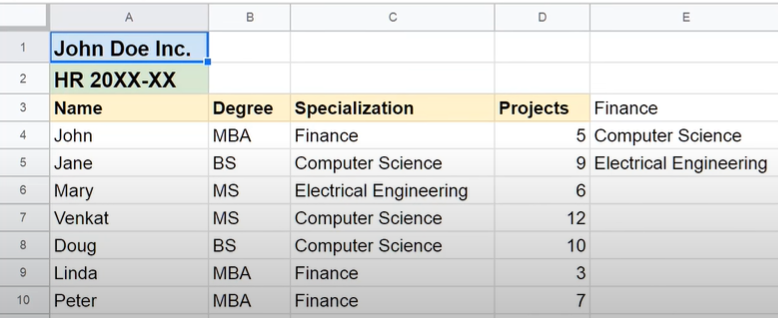 A B C D E
1 John Doe Inc.
2 HR 20XX-XX
3 Name Degree Specialization Projects Finance
4 John MBA Finance 5 Computer Science
5 Jane BS Computer Science 9 Electrical Engineering
6 Mary MS Electrical Engineering 6
7 Venkat MS Computer Science 12
8 Doug BS Computer Science 10
9 Linda MBA Finance 3
10 Peter MBA Finance 7